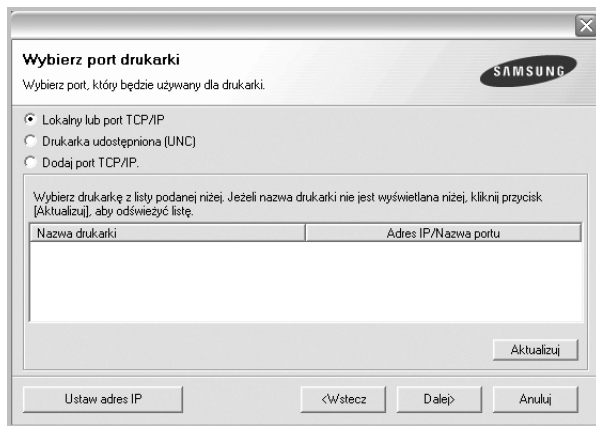 Wybierz port drukarki
Wybierz port, który będzie używany dla drukarki.
SAMSUNG
Lokalny lub port TCP/IP
Drukarka udostępniona (UNC)
Dodaj port TCP/IP.
Wybierz drukarkę z listy podanej niżej. Jeżeli nazwa drukarki nie jest wyświetlana niżej, kliknij przycisk
[Aktualizuj], aby odświeżyć listę.
Nazwa drukarki Adres IP/Nazwa portu
Aktualizuj
Ustaw adres IP <Wstecz Dalej> Anuluj